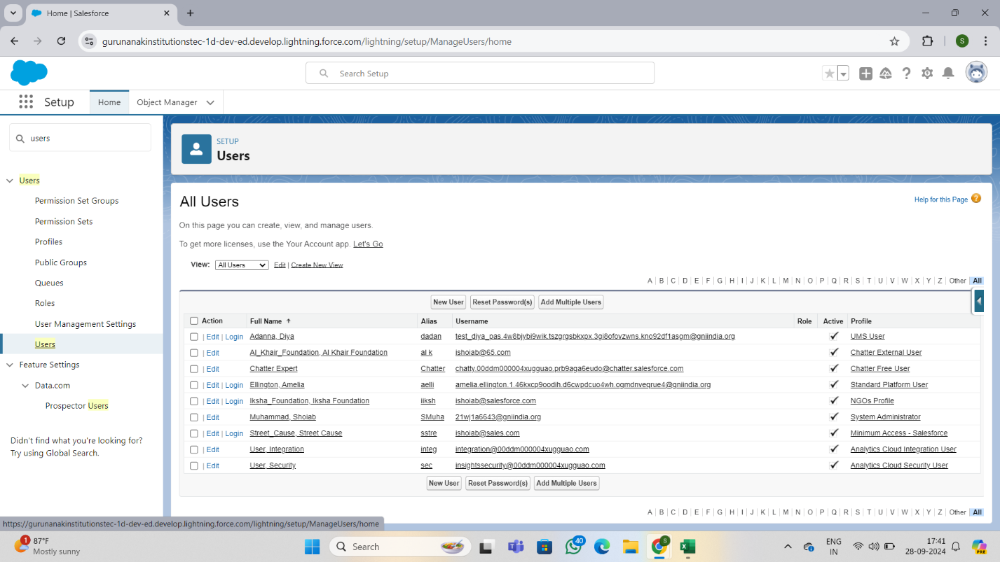 Home | Salesforce
gurunanakinstitutionstec-1d-dev-ed.develop.lightning.force.com/lightning/setup/ManageUsers/home
S
Search Setup
Setup Home Object Manager
users
Users
Permission Set Groups
Permission Sets
Profiles
Public Groups
Queues
Roles
User Management Settings
Users
Feature Settings
Data.com
Prospector Users
Didn't find what you're looking for?
Try using Global Search.
SETUP
Users
All Users
Help for this Page ?
On this page you can create, view, and manage users.
To get more licenses, use the Your Account app. Let's Go
View: All Users Edit | Create New View
A | B | C | D | E | F | G | H | I | J | K | L | M | N | O | P | Q | R | S | T | U | V | W | X | Y | Z | Other | All
New User Reset Password(s) Add Multiple Users
Action Full Name ↑ Alias Username Role Active Profile
| Edit | Login Adanna, Diya dadan test_diya_pas.4w8bjvbi9wik.tszgrgsbkxpx.3gi8ofovzwns.kno92df1asgm@gniindia.org ✓ UMS User
| Edit Al_Khair_Foundation, Al Khair Foundation al k ishoiab@65.com ✓ Chatter External User
| Edit Chatter Expert Chatter chatty.00ddm000004xugguao.prb9aga6eudo@chatter.salesforce.com ✓ Chatter Free User
| Edit | Login Ellington, Amelia aelli amelia.ellington.1.46kxcp9oodih.d6cwpdcuo4wh.ogmdnveqrue4@gniindia.org ✓ Standard Platform User
| Edit | Login Iksha_Foundation, Iksha Foundation iiksh ishoiab@salesforce.com ✓ NGOs Profile
| Edit Muhammad, Shoiab SMuha 21wj1a6643@gniindia.org ✓ System Administrator
| Edit | Login Street_Cause, Street Cause sstre ishoiab@sales.com ✓ Minimum Access - Salesforce
| Edit User, Integration integ integration@00ddm000004xugguao.com ✓ Analytics Cloud Integration User
| Edit User, Security sec insightssecurity@00ddm000004xugguao.com ✓ Analytics Cloud Security User
New User Reset Password(s) Add Multiple Users
A | B | C | D | E | F | G | H | I | J | K | L | M | N | O | P | Q | R | S | T | U | V | W | X | Y | Z | Other | All
https://gurunanakinstitutionstec-1d-dev-ed.develop.lightning.force.com/lightning/setup/ManageUsers/home
1
87°F
Mostly sunny
Search
40
S
ENG
IN
17:41
28-09-2024
PRE